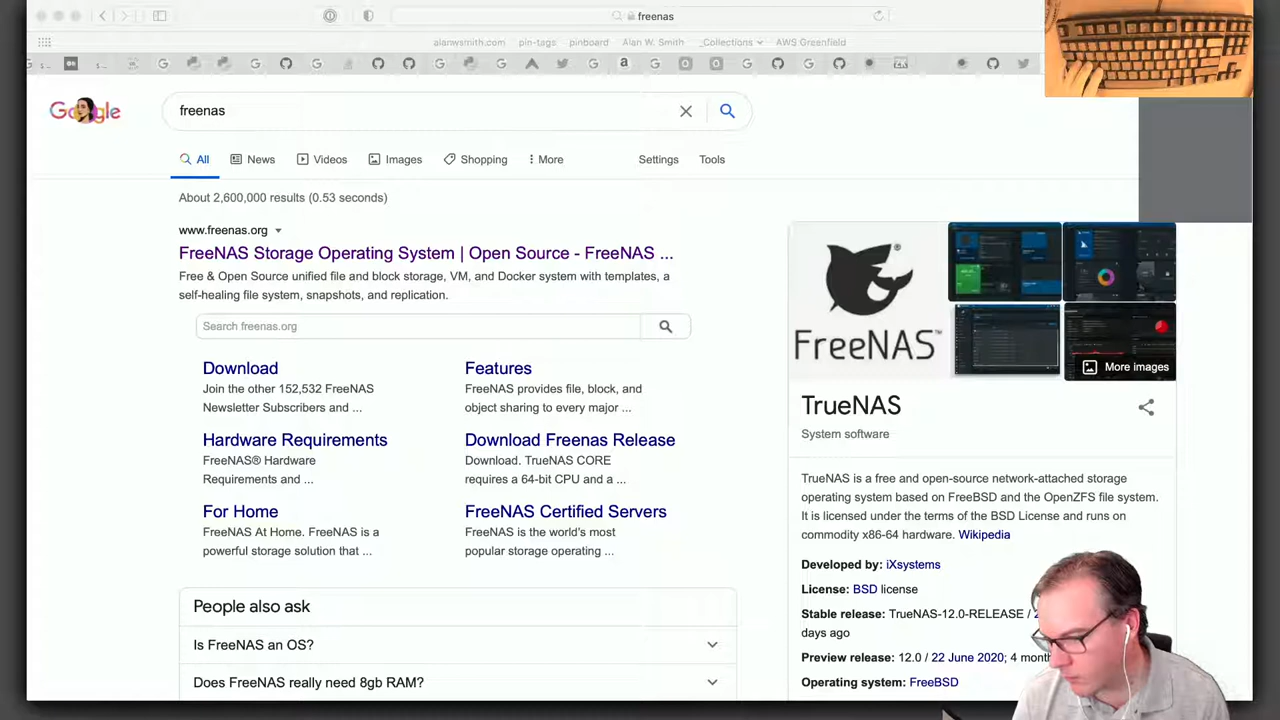 freenas
alanwsmith.com
pin-tags
pinboard
Alan W. Smith
_Collections
AWS Greenfield
Google
freenas
All
News
Videos
Images
Shopping
More
Settings
Tools
About 2,600,000 results (0.53 seconds)
www.freenas.org
FreeNAS Storage Operating System | Open Source - FreeNAS ...
Free & Open Source unified file and block storage, VM, and Docker system with templates, a
self-healing file system, snapshots, and replication.
Search freenas.org
Download
Join the other 152,532 FreeNAS
Newsletter Subscribers and ...
Features
FreeNAS provides file, block, and
object sharing to every major ...
Hardware Requirements
FreeNAS® Hardware
Requirements and ...
Download Freenas Release
Download. TrueNAS CORE
requires a 64-bit CPU and a ...
For Home
FreeNAS At Home. FreeNAS is a
powerful storage solution that ...
FreeNAS Certified Servers
FreeNAS is the world's most
popular storage operating ...
People also ask
Is FreeNAS an OS?
Does FreeNAS really need 8gb RAM?
FreeNAS™
More images
TrueNAS
System software
TrueNAS is a free and open-source network-attached storage
operating system based on FreeBSD and the OpenZFS file system.
It is licensed under the terms of the BSD License and runs on
commodity x86-64 hardware. Wikipedia
Developed by: iXsystems
License: BSD license
Stable release: TrueNAS-12.0-RELEASE /
days ago
Preview release: 12.0 / 22 June 2020; 4 month
Operating system: FreeBSD